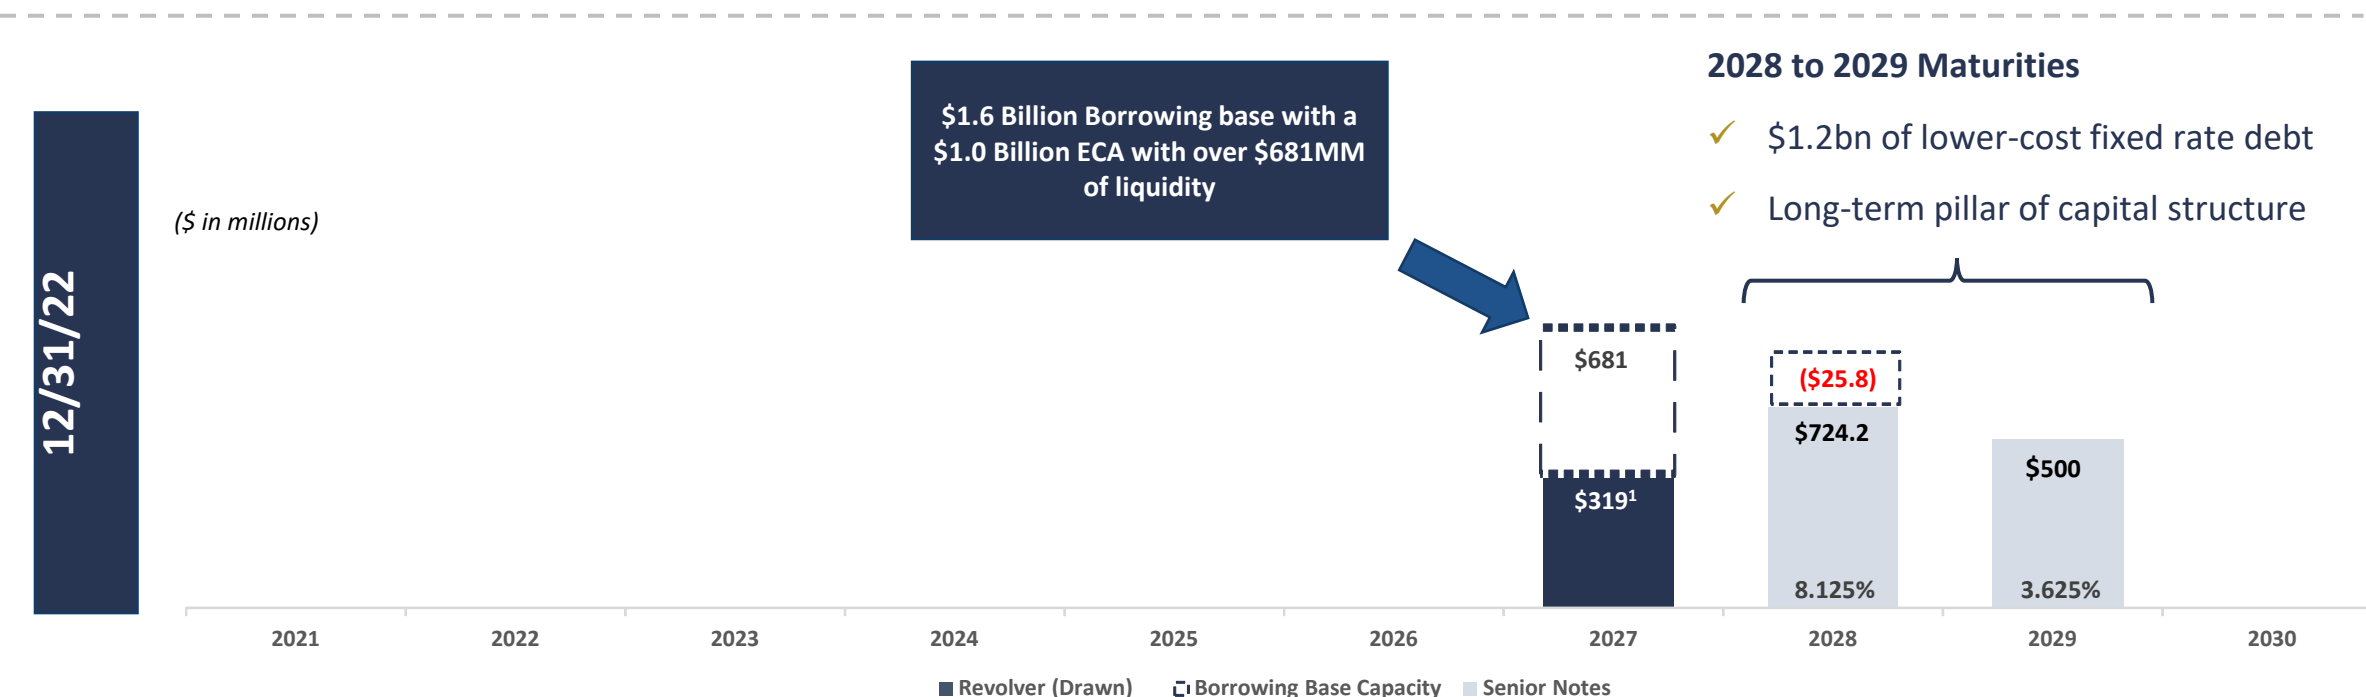 12/31/22
($ in millions)
$1.6 Billion Borrowing base with a
$1.0 Billion ECA with over $681MM
of liquidity
2028 to 2029 Maturities
✓ $1.2bn of lower-cost fixed rate debt
✓ Long-term pillar of capital structure
$681
$319¹
($25.8)
$724.2
8.125%
$500
3.625%
2021 2022 2023 2024 2025 2026 2027 2028 2029 2030
Revolver (Drawn) Borrowing Base Capacity Senior Notes